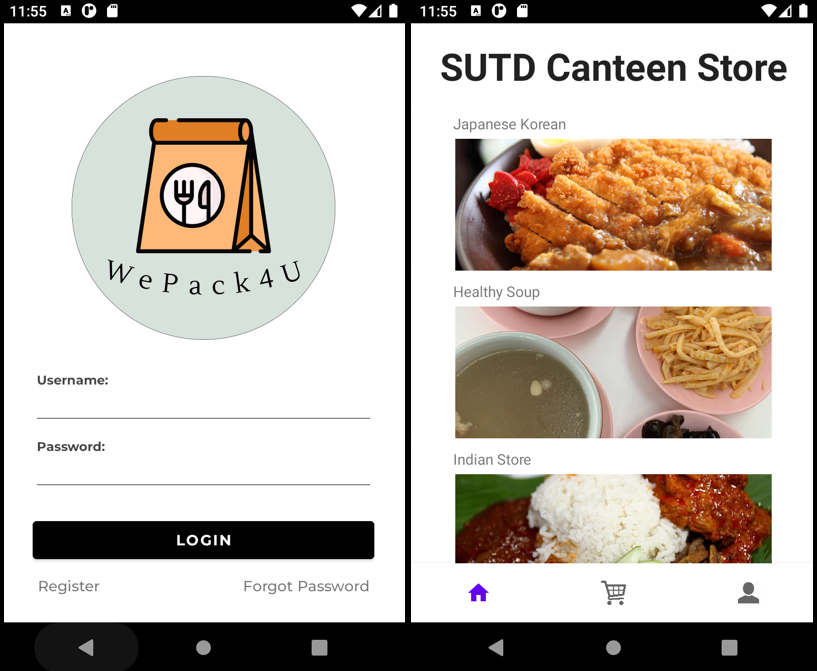 11:55
WePack4U
Username:
Password:
LOGIN
Register
Forgot Password
11:55
SUTD Canteen Store
Japanese Korean
Healthy Soup
Indian Store